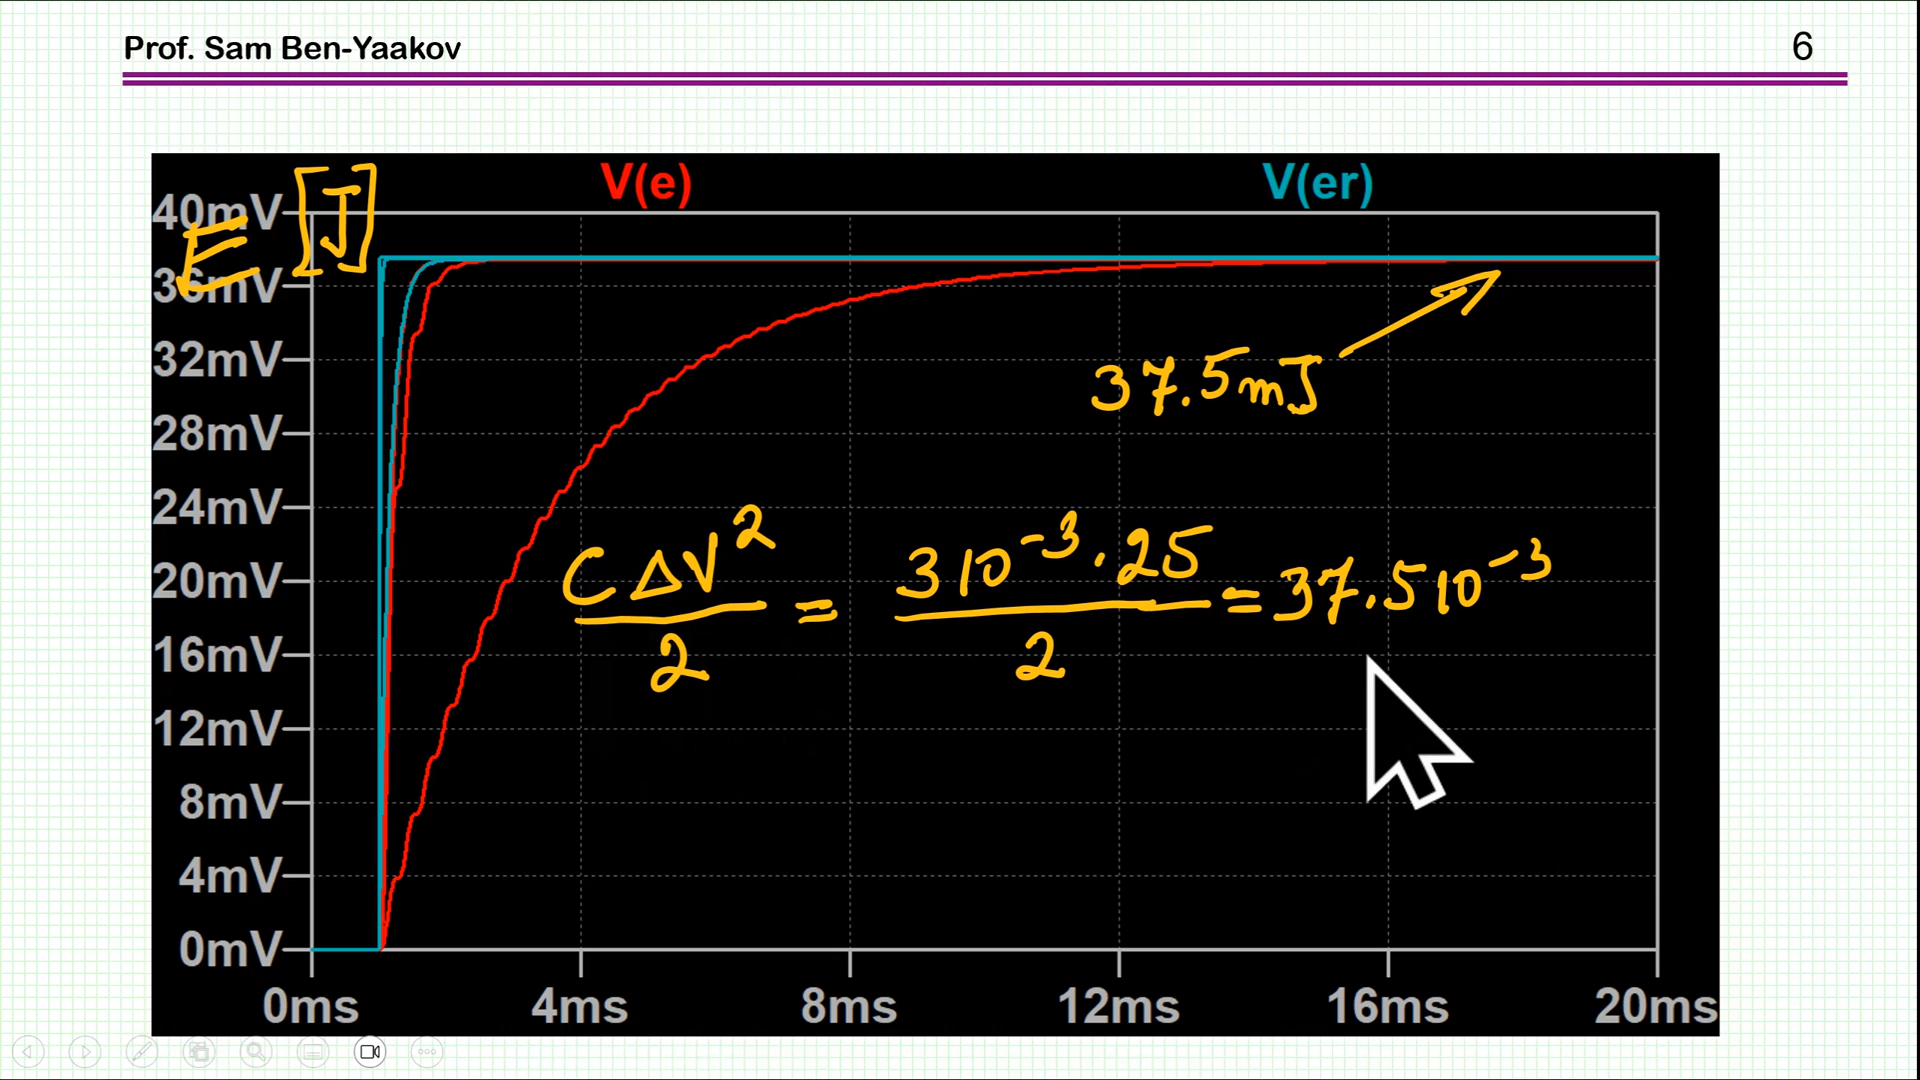 Prof. Sam Ben-Yaakov
6
V(e)
V(er)
E [J]
40mV
36mV
32mV
28mV
24mV
20mV
16mV
12mV
8mV
4mV
0mV
37.5mJ
C ΔV² / 2 = 3 10⁻³ · 25 / 2 = 37.5 10⁻³
0ms 4ms 8ms 12ms 16ms 20ms